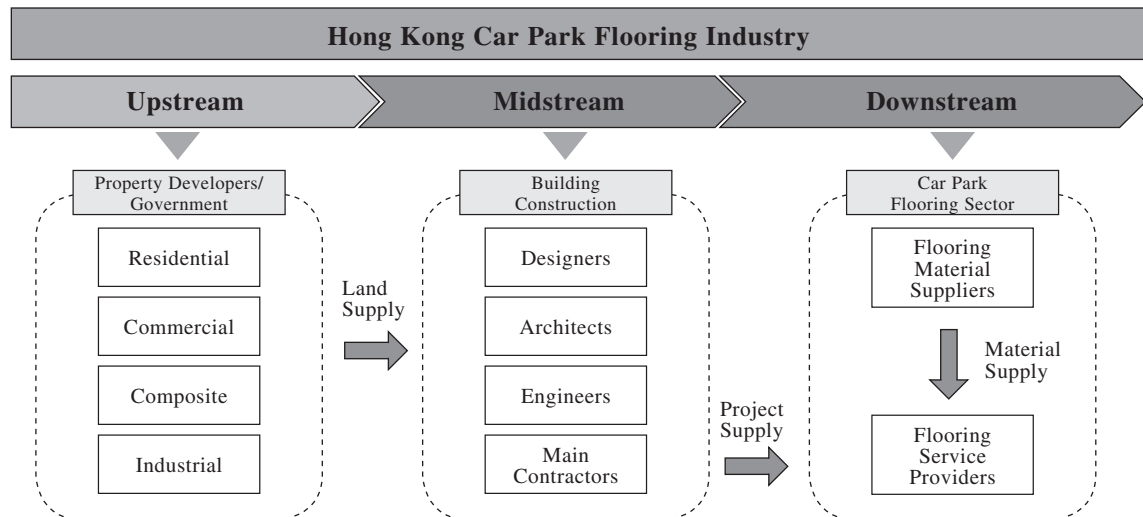 Hong Kong Car Park Flooring Industry
Upstream
Midstream
Downstream
Property Developers/
Government
Residential
Commercial
Composite
Industrial
Land
Supply
Building
Construction
Designers
Architects
Engineers
Main
Contractors
Project
Supply
Car Park
Flooring Sector
Flooring
Material
Suppliers
Material
Supply
Flooring
Service
Providers